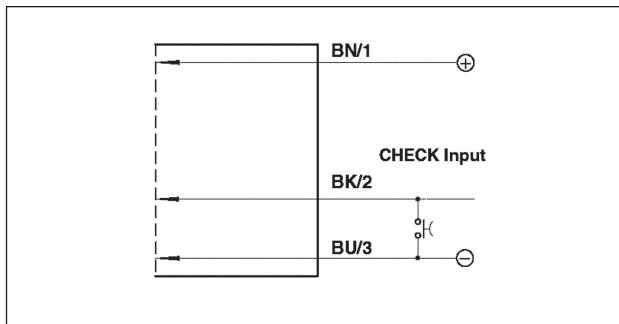 BN/1
+
CHECK Input
BK/2
BU/3
−